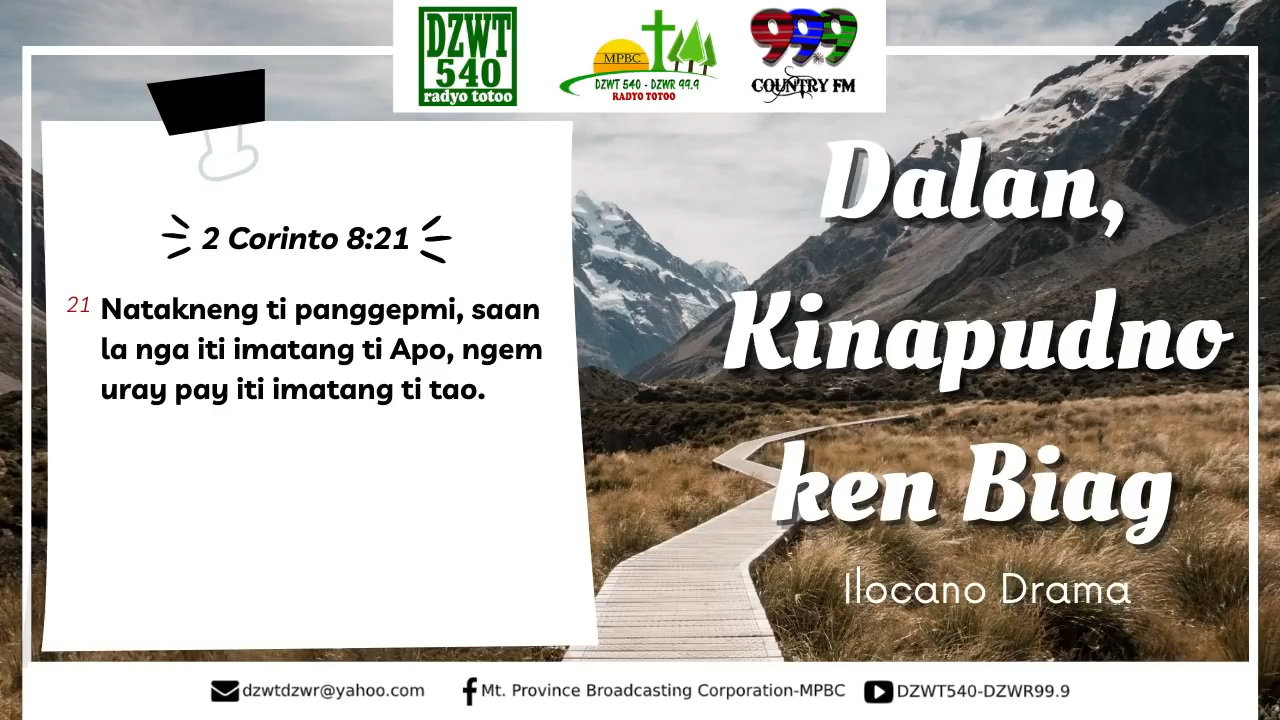 DZWT
540
radyo totoo
MPBC
DZWT 540 - DZWR 99.9
RADYO TOTOO
99.9
COUNTRY FM
2 Corinto 8:21
21 Natakneng ti panggepmi, saan
la nga iti imatang ti Apo, ngem
uray pay iti imatang ti tao.
Dalan,
Kinapudno
ken Biag
Ilocano Drama
dzwtdzwr@yahoo.com
Mt. Province Broadcasting Corporation-MPBC
DZWT540-DZWR99.9